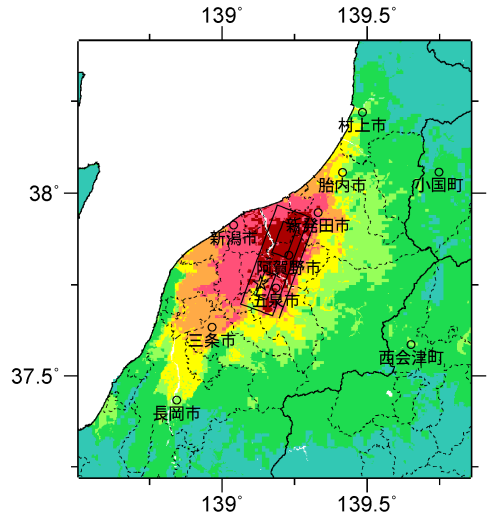 139° 139.5°
村上市
胎内市
小国町
38°
新発田市
新潟市
阿賀野市
五泉市
三条市
西会津町
37.5°
長岡市
139° 139.5°